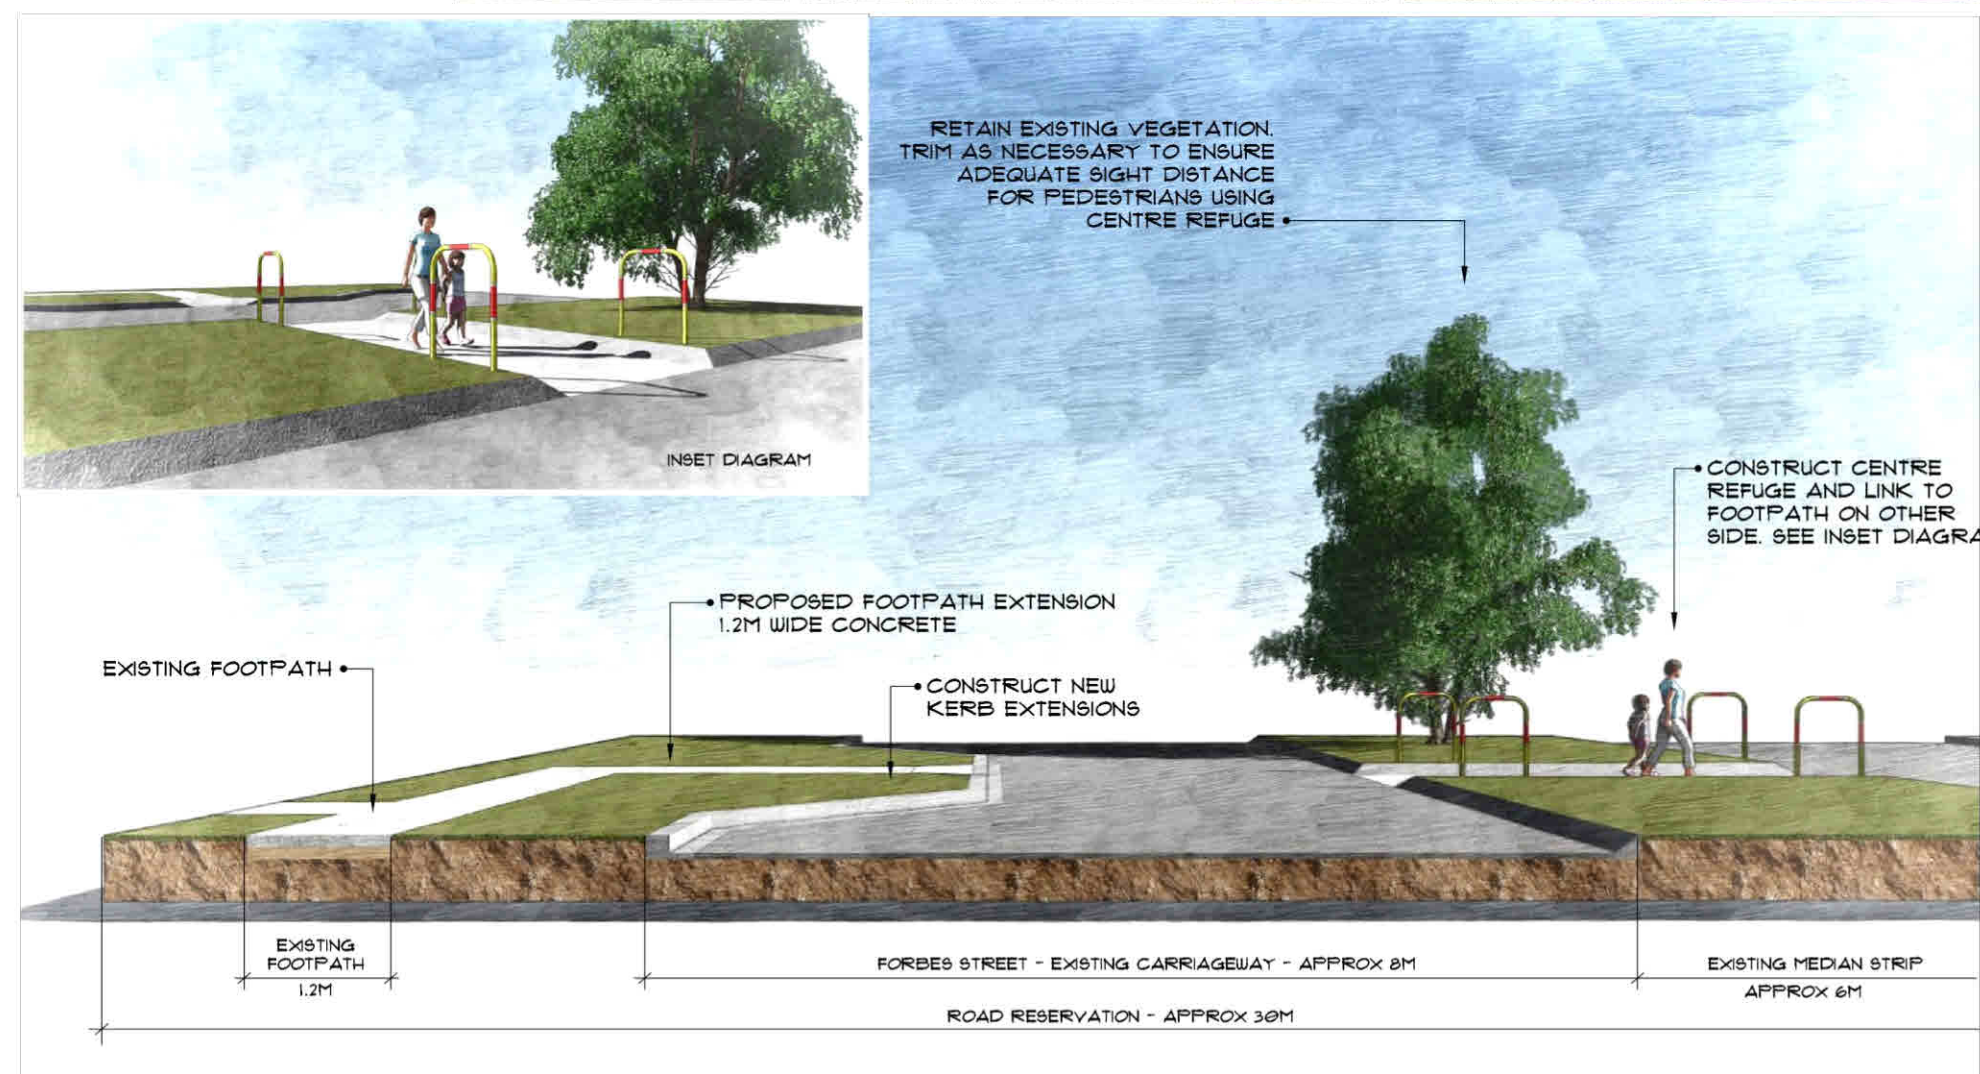 RETAIN EXISTING VEGETATION.
TRIM AS NECESSARY TO ENSURE
ADEQUATE SIGHT DISTANCE
FOR PEDESTRIANS USING
CENTRE REFUGE
INSET DIAGRAM
CONSTRUCT CENTRE
REFUGE AND LINK TO
FOOTPATH ON OTHER
SIDE. SEE INSET DIAGRA
PROPOSED FOOTPATH EXTENSION
1.2M WIDE CONCRETE
EXISTING FOOTPATH
CONSTRUCT NEW
KERB EXTENSIONS
EXISTING
FOOTPATH
1.2M
FORBES STREET - EXISTING CARRIAGEWAY - APPROX 8M
EXISTING MEDIAN STRIP
APPROX 6M
ROAD RESERVATION - APPROX 30M